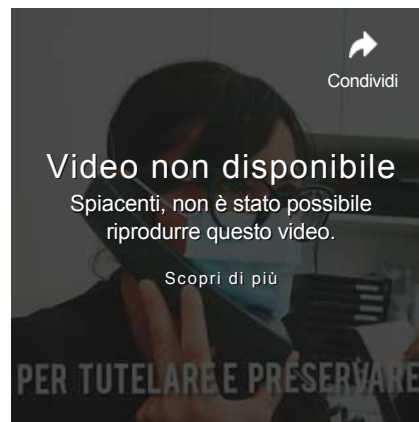 Condividi
Video non disponibile
Spiacenti, non è stato possibile
riprodurre questo video.
Scopri di più
PER TUTELARE E PRESERVARE